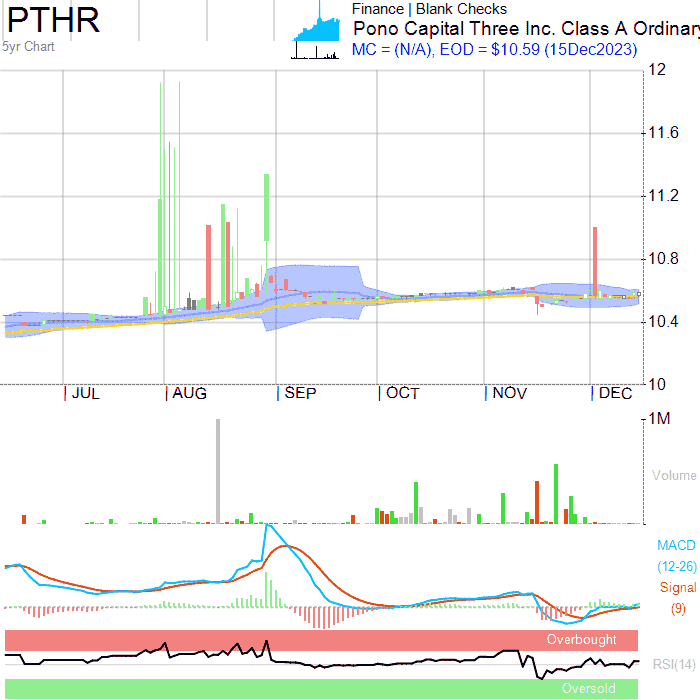 PTHR
5yr Chart
Finance | Blank Checks
Pono Capital Three Inc. Class A Ordinary
MC = (N/A), EOD = $10.59 (15Dec2023)
12
11.6
11.2
10.8
10.4
10
JUL AUG SEP OCT NOV DEC
1M
Volume
MACD
(12-26)
Signal
(9)
Overbought
RSI(14)
Oversold